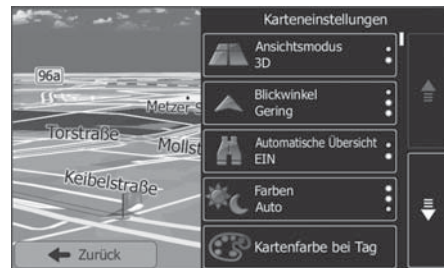 Karteneinstellungen
96a
Metzer S
Torstraße
Mollst
Keibelstraße
Zurück
Ansichtsmodus
3D
Blickwinkel
Gering
Automatische Übersicht
EIN
Farben
Auto
Kartenfarbe bei Tag